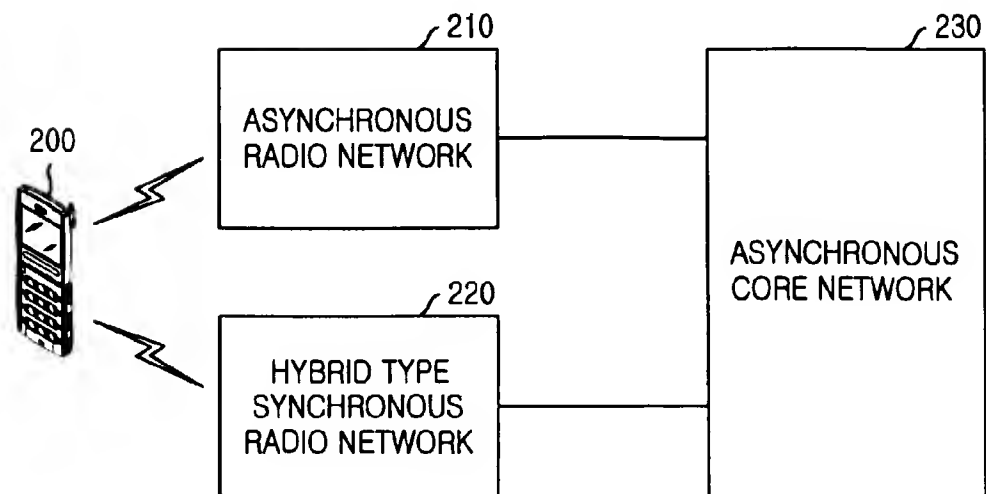 210
230
ASYNCHRONOUS
RADIO NETWORK
200
ASYNCHRONOUS
CORE NETWORK
220
HYBRID TYPE
SYNCHRONOUS
RADIO NETWORK